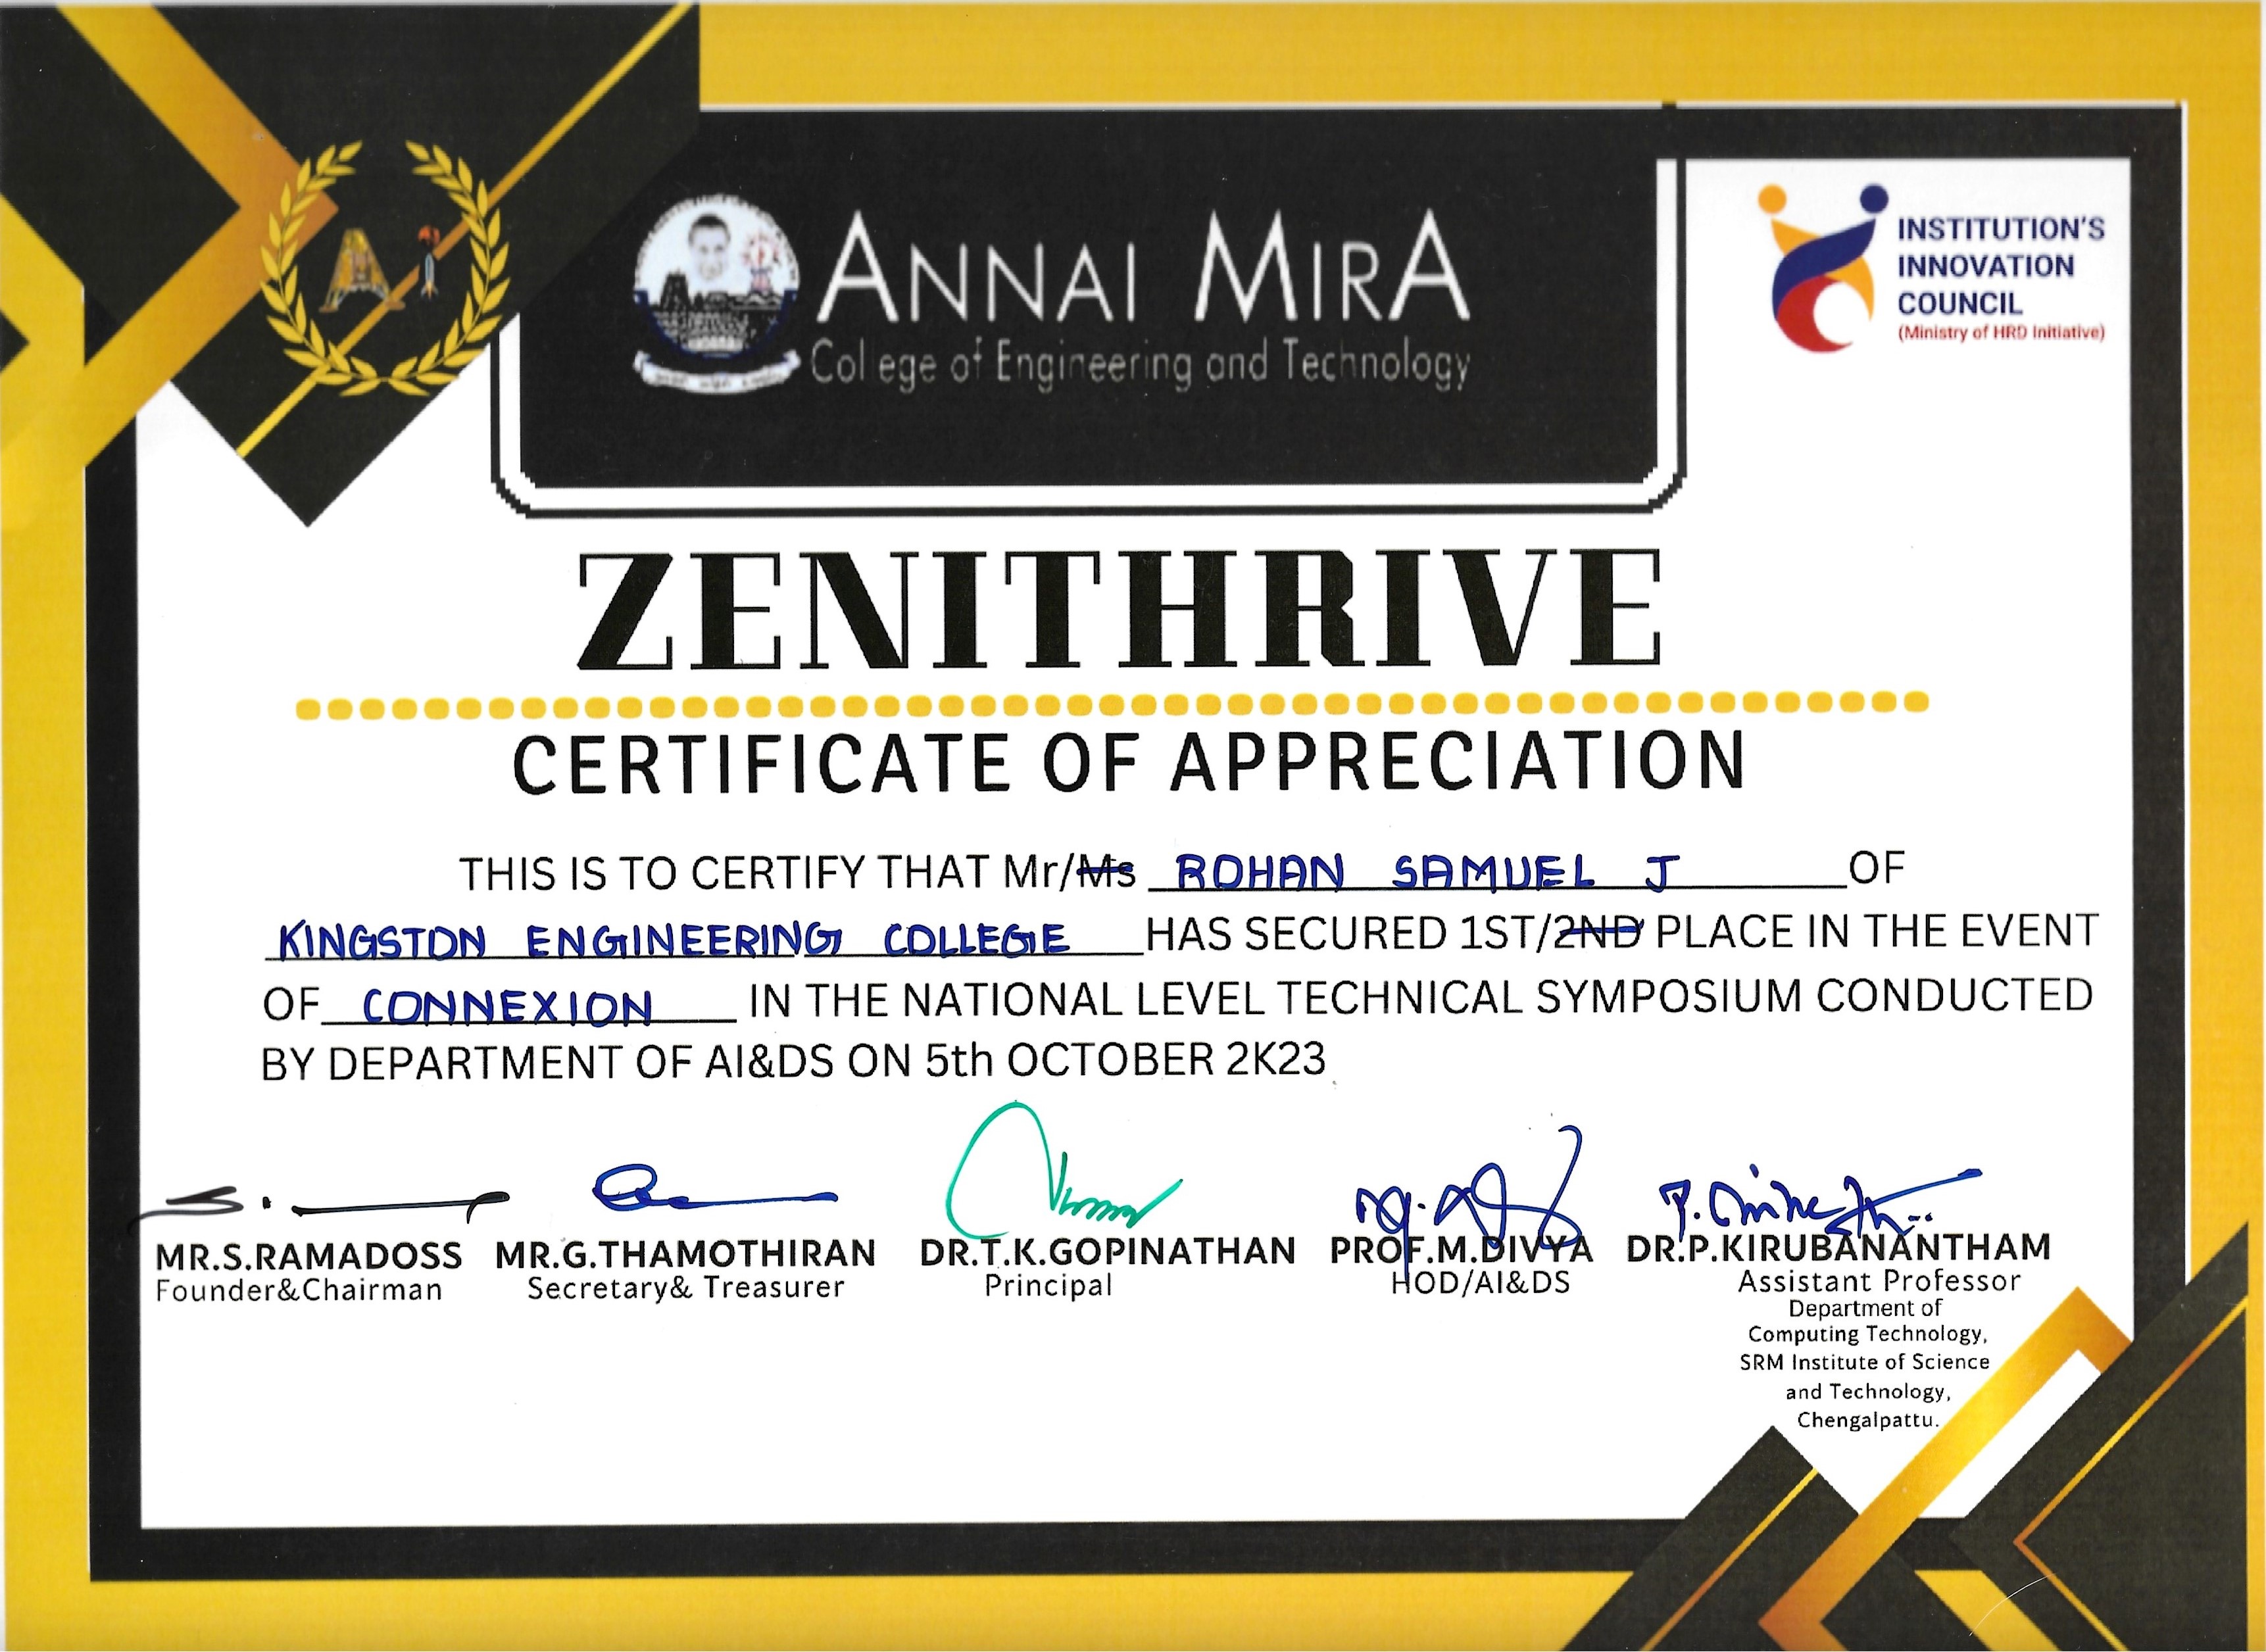 ANNAI MIRA
College of Engineering and Technology
INSTITUTION'S
INNOVATION
COUNCIL
(Ministry of HRD Initiative)
ZENITHRIVE
CERTIFICATE OF APPRECIATION
THIS IS TO CERTIFY THAT Mr/Ms ROHAN SAMUEL J OF
KINGSTON ENGINEERING COLLEGE HAS SECURED 1ST/2ND PLACE IN THE EVENT
OF CONNEXION IN THE NATIONAL LEVEL TECHNICAL SYMPOSIUM CONDUCTED
BY DEPARTMENT OF AI&DS ON 5th OCTOBER 2K23
MR.S.RAMADOSS MR.G.THAMOTHIRAN DR.T.K.GOPINATHAN PROF.M.DIVYA DR.P.KIRUBANANTHAM
Founder&Chairman Secretary& Treasurer Principal HOD/AI&DS Assistant Professor
Department of
Computing Technology,
SRM Institute of Science
and Technology,
Chengalpattu.